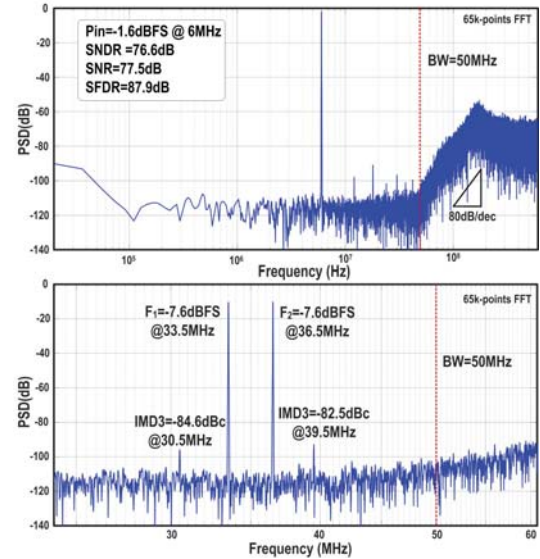 0
-20
-40
-60
-80
-100
-120
-140
PSD(dB)
Pin=-1.6dBFS @ 6MHz
SNDR =76.6dB
SNR=77.5dB
SFDR=87.9dB
65k-points FFT
BW=50MHz
80dB/dec
10⁵
10⁶
10⁷
10⁸
Frequency (Hz)
0
-20
-40
-60
-80
-100
-120
-140
PSD(dB)
65k-points FFT
F₁=-7.6dBFS
@33.5MHz
F₂=-7.6dBFS
@36.5MHz
BW=50MHz
IMD3=-84.6dBc
@30.5MHz
IMD3=-82.5dBc
@39.5MHz
30
40
50
60
Frequency (MHz)